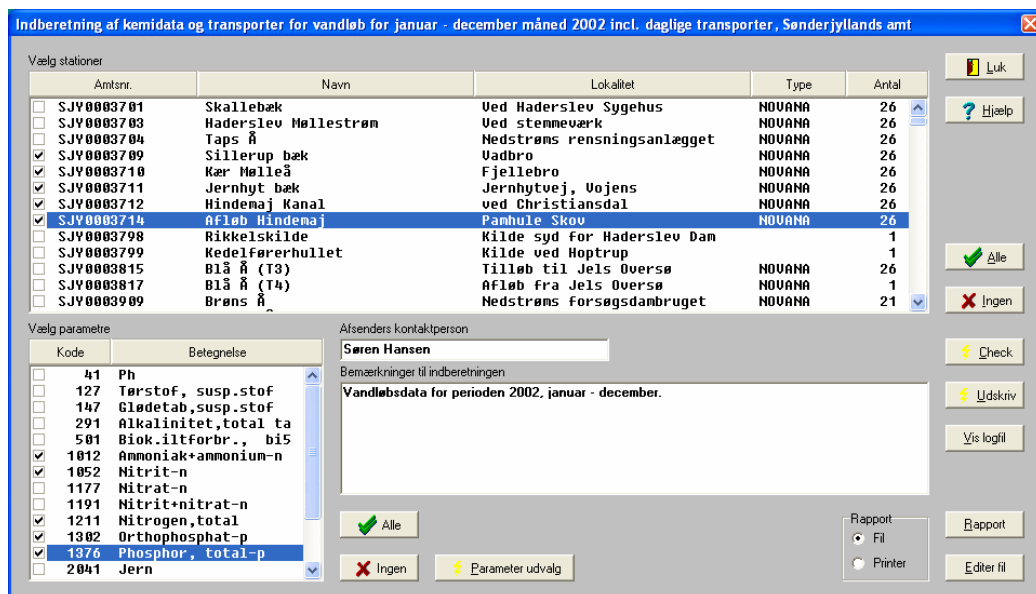 Indberetning af kemidata og transporter for vandløb for januar - december måned 2002 incl. daglige transporter, Sønderjyllands amt
Vælg stationer
Amtsnr. Navn Lokalitet Type Antal
SJY0003701 Skallebæk Ved Haderslev Sygehus NOVANA 26
SJY0003703 Haderslev Møllestrøm Ved stemmeværk NOVANA 26
SJY0003704 Taps Å Nedstrøms rensningsanlægget NOVANA 26
SJY0003709 Sillerup bæk Vadbro NOVANA 26
SJY0003710 Kær Mølleå Fjellebro NOVANA 26
SJY0003711 Jernhyt bæk Jernhytvej, Vojens NOVANA 26
SJY0003712 Hindemaj Kanal ved Christiansdal NOVANA 26
SJY0003714 Afløb Hindemaj Pamhule Skov NOVANA 26
SJY0003798 Rikkelskilde Kilde syd for Haderslev Dam 1
SJY0003799 Kedelførerhullet Kilde ved Hoptrup 1
SJY0003815 Blå Å (T3) Tilløb til Jels Oversø NOVANA 26
SJY0003817 Blå Å (T4) Afløb fra Jels Oversø NOVANA 1
SJY0003909 Brøns Å Nedstrøms forsøgsdambruget NOVANA 21
Luk
Hjælp
Alle
Ingen
Vælg parametre
Kode Betegnelse
41 Ph
127 Tørstof, susp.stof
147 Glødetab,susp.stof
291 Alkalinitet,total ta
501 Biok.iltforbr., bi5
1012 Ammoniak+ammonium-n
1052 Nitrit-n
1177 Nitrat-n
1191 Nitrit+nitrat-n
1211 Nitrogen,total
1302 Orthophosphat-p
1376 Phosphor, total-p
2041 Jern
Afsenders kontaktperson
Søren Hansen
Bemærkninger til indberetningen
Vandløbsdata for perioden 2002, januar - december.
Check
Udskriv
Vis logfil
Alle
Ingen
Parameter udvalg
Rapport
Fil
Printer
Rapport
Editer fil